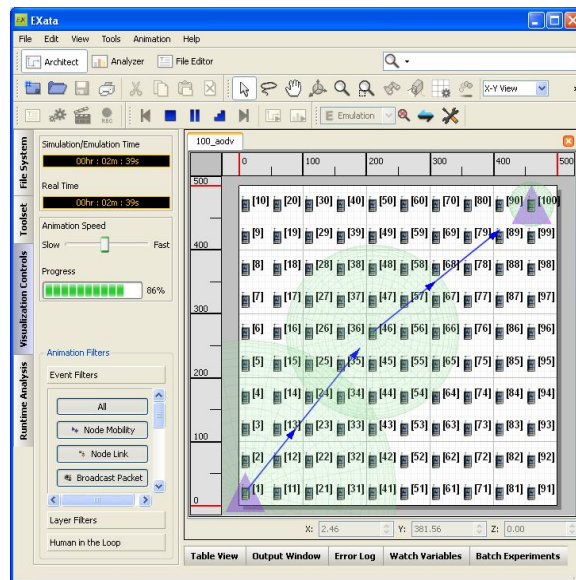 EXata
File Edit View Tools Animation Help
Architect Analyzer File Editor
X-Y View
REC E Emulation
File System
Toolset
Visualization Controls
Runtime Analysis
Simulation/Emulation Time
00hr : 02m : 39s
Real Time
00hr : 02m : 39s
Animation Speed
Slow Fast
Progress
86%
Animation Filters
Event Filters
All
Node Mobility
Node Link
Broadcast Packet
Layer Filters
Human in the Loop
100_aodv
0 100 200 300 400 500
500
400
300
200
100
0
[10] [20] [30] [40] [50] [60] [70] [80] [90] [100]
[9] [19] [29] [39] [49] [59] [69] [79] [89] [99]
[8] [18] [28] [38] [48] [58] [68] [78] [88] [98]
[7] [17] [27] [37] [47] [57] [67] [77] [87] [97]
[6] [16] [26] [36] [46] [56] [66] [76] [86] [96]
[5] [15] [25] [35] [45] [55] [65] [75] [85] [95]
[4] [14] [24] [34] [44] [54] [64] [74] [84] [94]
[3] [13] [23] [33] [43] [53] [63] [73] [83] [93]
[2] [12] [22] [32] [42] [52] [62] [72] [82] [92]
[1] [11] [21] [31] [41] [51] [61] [71] [81] [91]
X: 2.46 Y: 381.56 Z: 0.00
Table View Output Window Error Log Watch Variables Batch Experiments